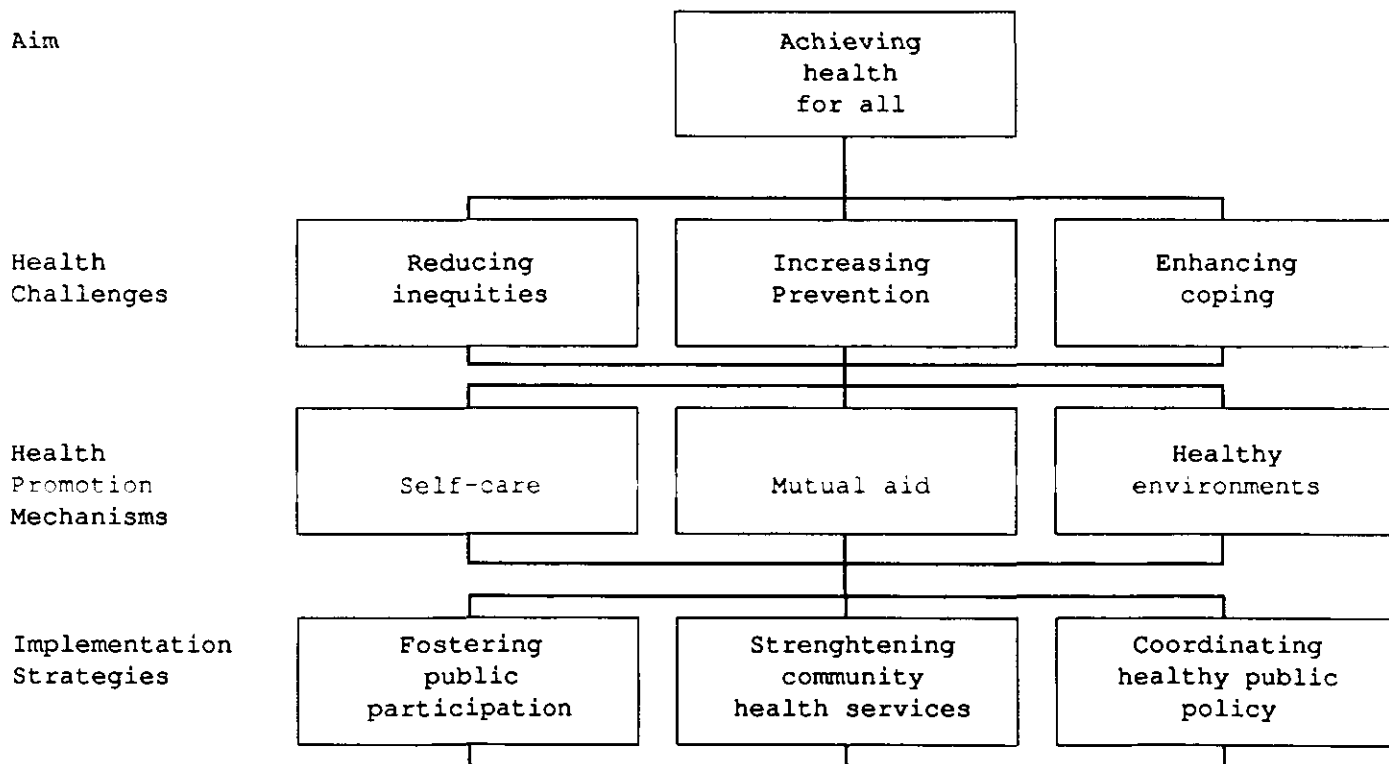 Aim
Achieving
health
for all
Health
Challenges
Reducing
inequities
Increasing
Prevention
Enhancing
coping
Health
Promotion
Mechanisms
Self-care
Mutual aid
Healthy
environments
Implementation
Strategies
Fostering
public
participation
Strenghtening
community
health services
Coordinating
healthy public
policy